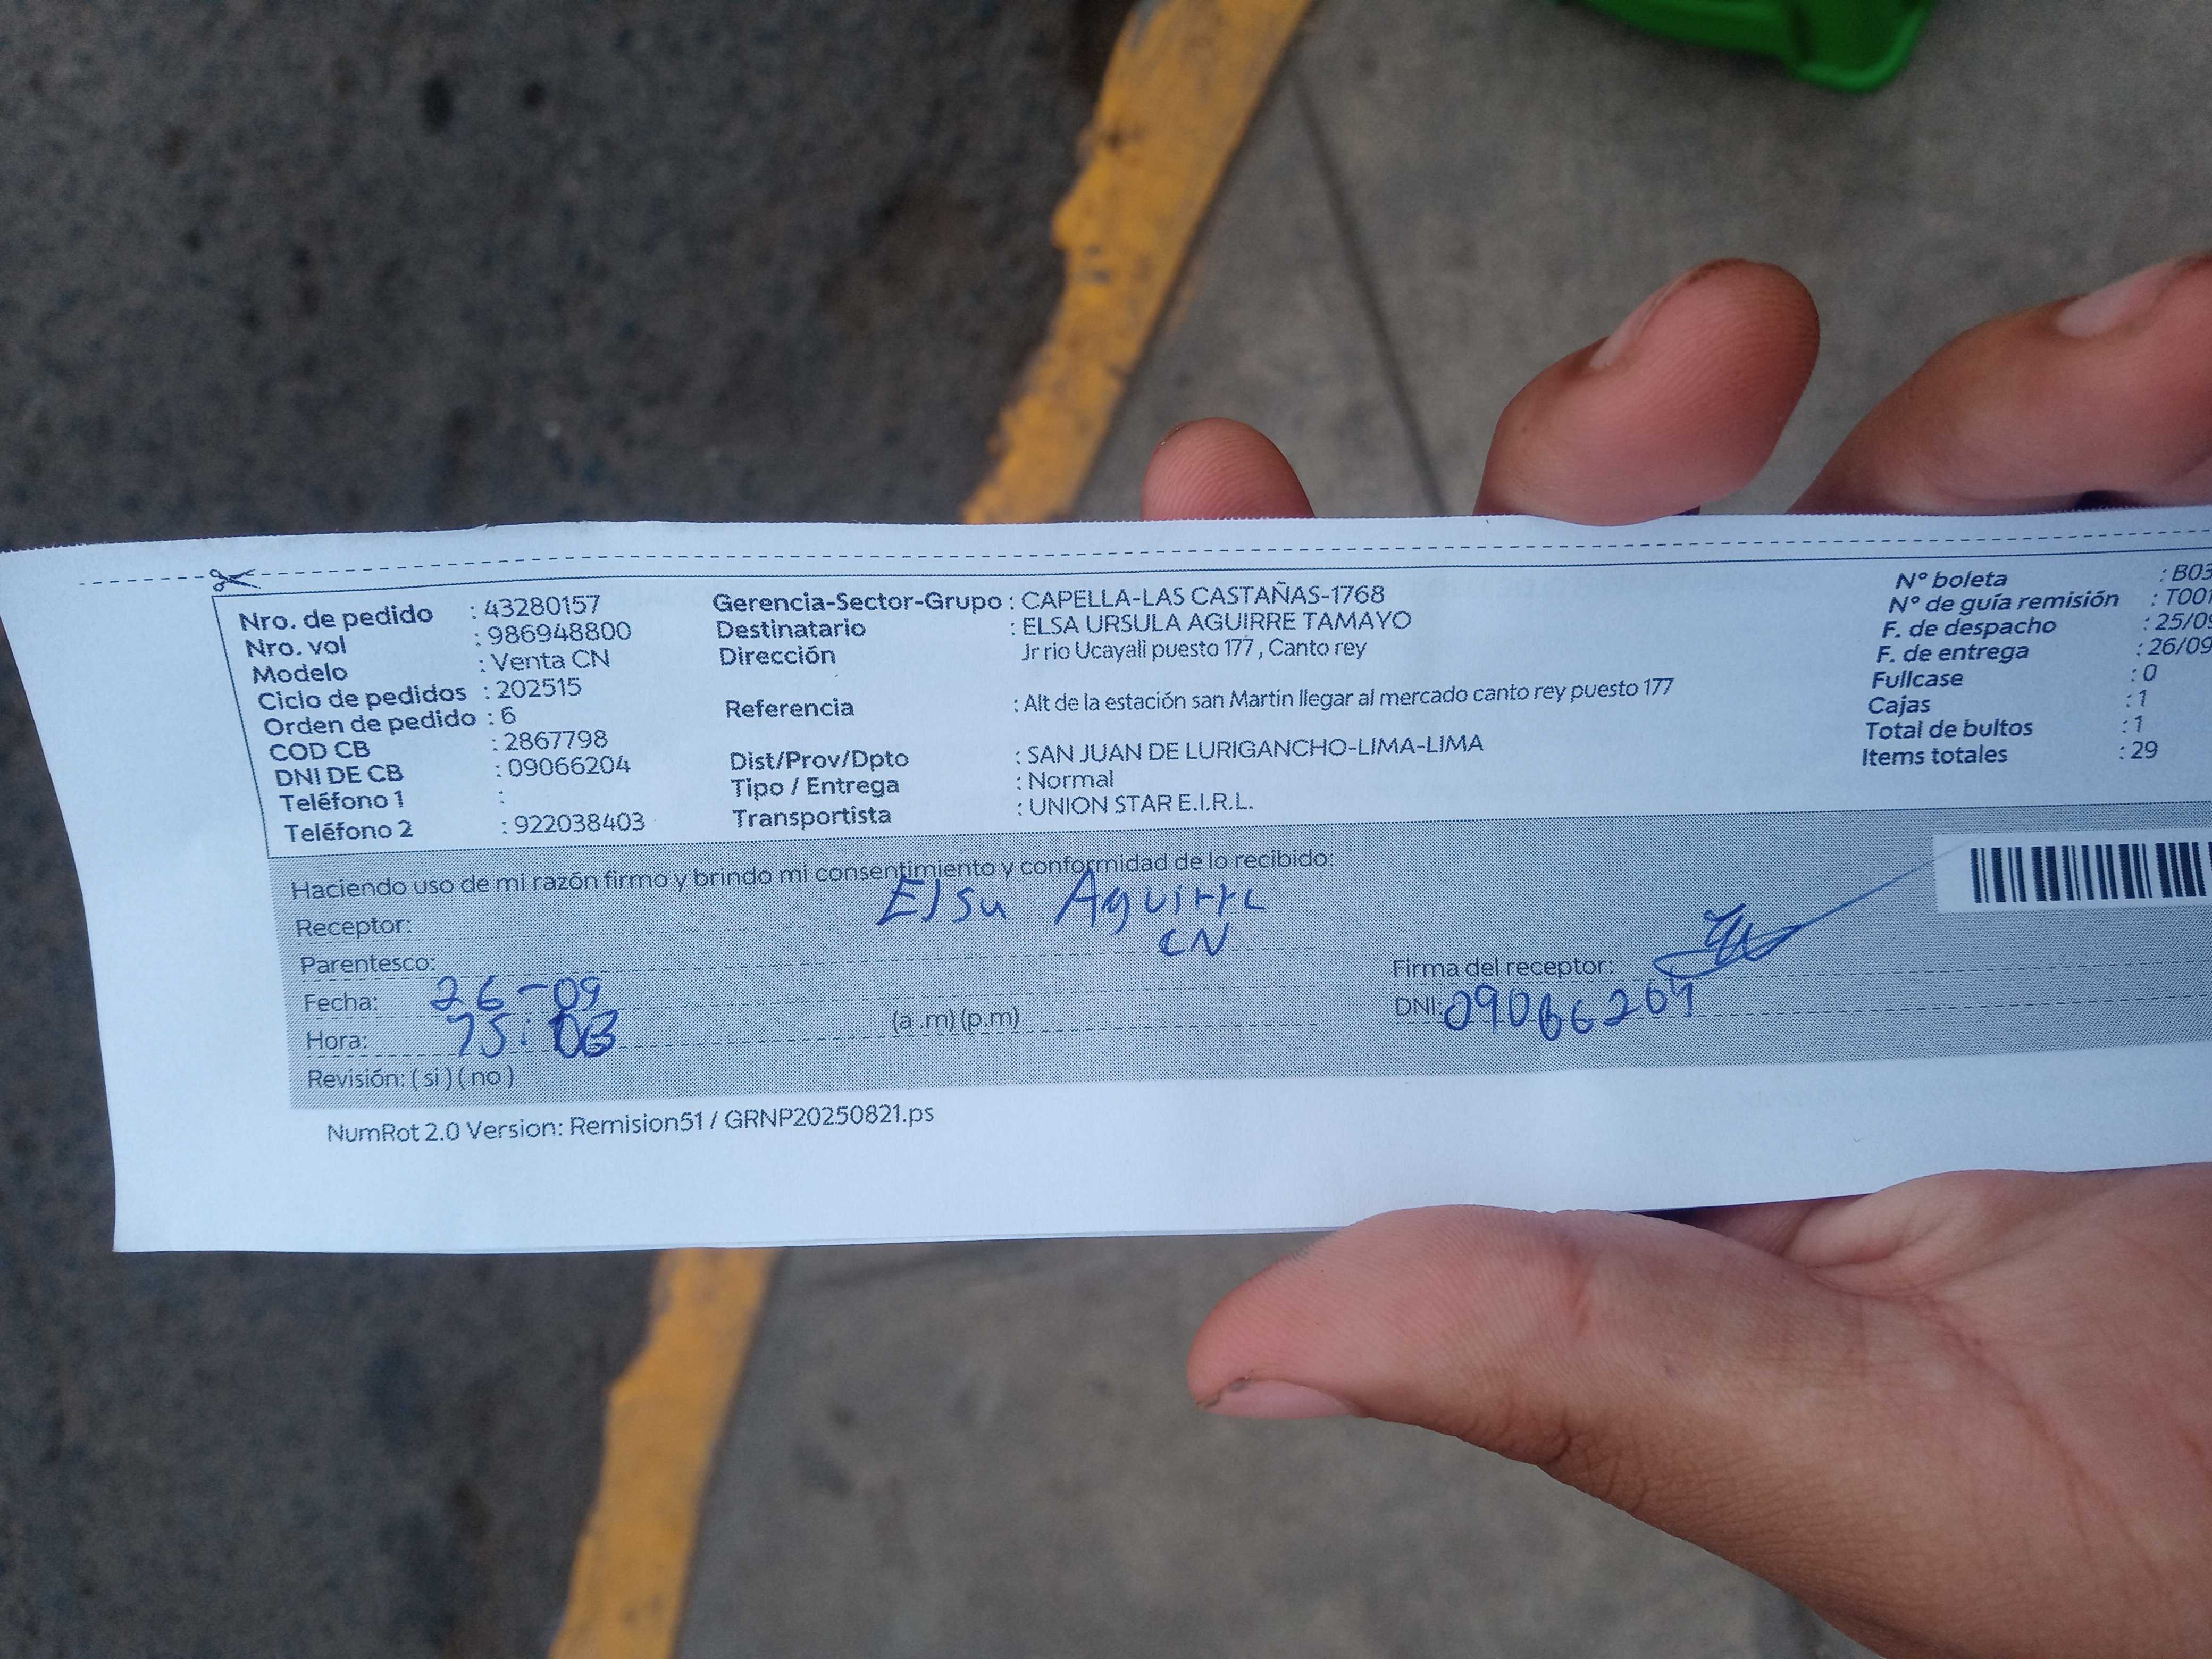 Nro. de pedido : 43280157
Nro. vol : 986948800
Modelo : Venta CN
Ciclo de pedidos : 202515
Orden de pedido : 6
COD CB : 2867798
DNI DE CB : 09066204
Teléfono 1 :
Teléfono 2 : 922038403
Gerencia-Sector-Grupo : CAPELLA-LAS CASTAÑAS-1768
Destinatario : ELSA URSULA AGUIRRE TAMAYO
Dirección Jr rio Ucayali puesto 177 , Canto rey
Referencia : Alt de la estación san Martin llegar al mercado canto rey puesto 177
Dist/Prov/Dpto : SAN JUAN DE LURIGANCHO-LIMA-LIMA
Tipo / Entrega : Normal
Transportista : UNION STAR E.I.R.L.
N° boleta : B03
N° de guía remisión : T001
F. de despacho : 25/09
F. de entrega : 26/09
Fullcase : 0
Cajas : 1
Total de bultos : 1
Items totales : 29
Haciendo uso de mi razón firmo y brindo mi consentimiento y conformidad de lo recibido:
Receptor: Elsa Aguirre
Parentesco: CN
Fecha: 26-09
Hora: (a .m) (p.m)
Revisión: ( si ) ( no )
Firma del receptor:
DNI: 09066204
NumRot 2.0 Version: Remision51 / GRNP20250821.ps